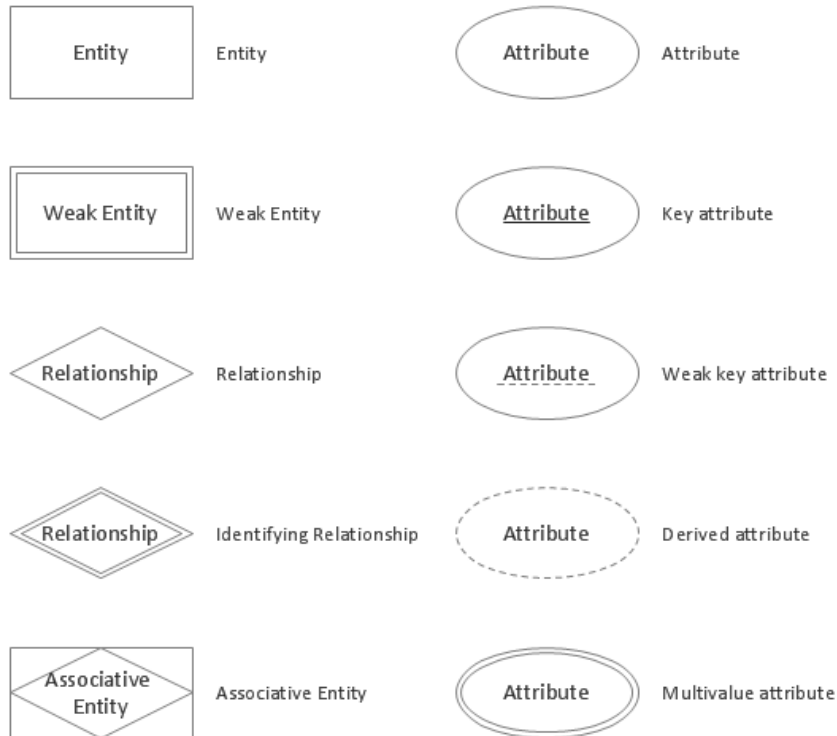 Entity
Entity
Attribute
Attribute
Weak Entity
Weak Entity
Attribute
Key attribute
Relationship
Relationship
Attribute
Weak key attribute
Relationship
Identifying Relationship
Attribute
Derived attribute
Associative
Entity
Associative Entity
Attribute
Multivalue attribute